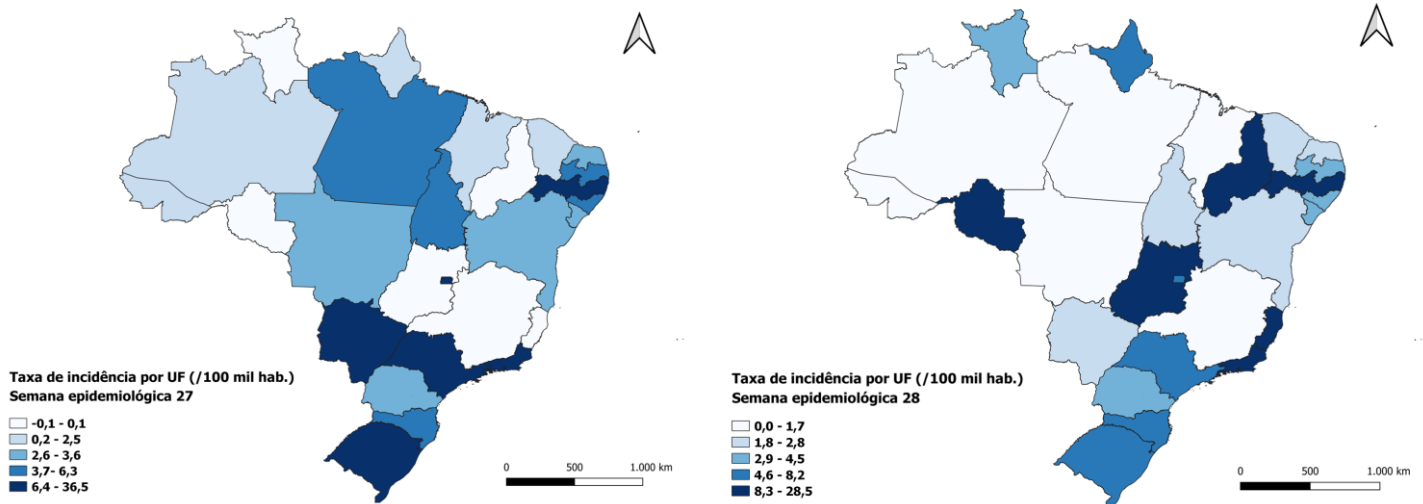 Taxa de incidência por UF (/100 mil hab.)
Semana epidemiológica 27
-0,1 - 0,1
0,2 - 2,5
2,6 - 3,6
3,7- 6,3
6,4 - 36,5
0 500 1.000 km
Taxa de incidência por UF (/100 mil hab.)
Semana epidemiológica 28
0,0 - 1,7
1,8 - 2,8
2,9 - 4,5
4,6 - 8,2
8,3 - 28,5
0 500 1.000 km